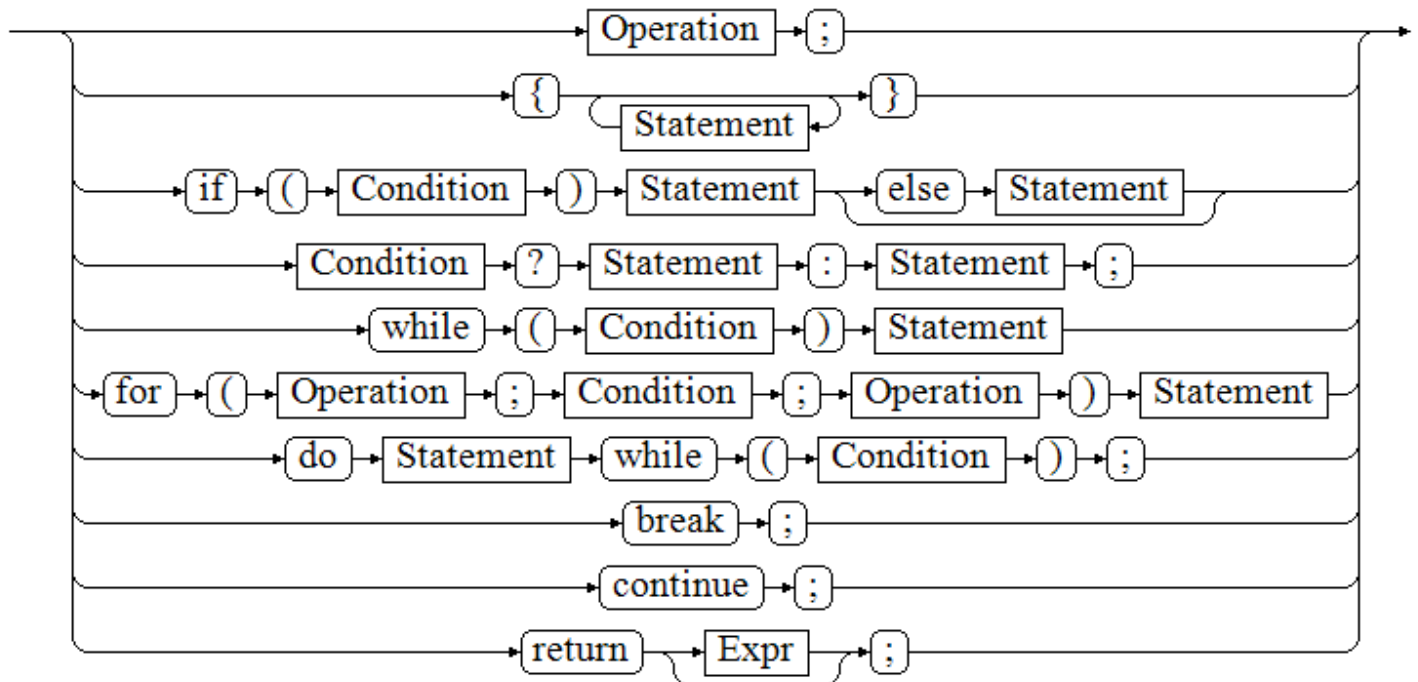 Operation ;
{ }
Statement
if ( Condition ) Statement else Statement
Condition ? Statement : Statement ;
while ( Condition ) Statement
for ( Operation ; Condition ; Operation ) Statement
do Statement while ( Condition ) ;
break ;
continue ;
return Expr ;